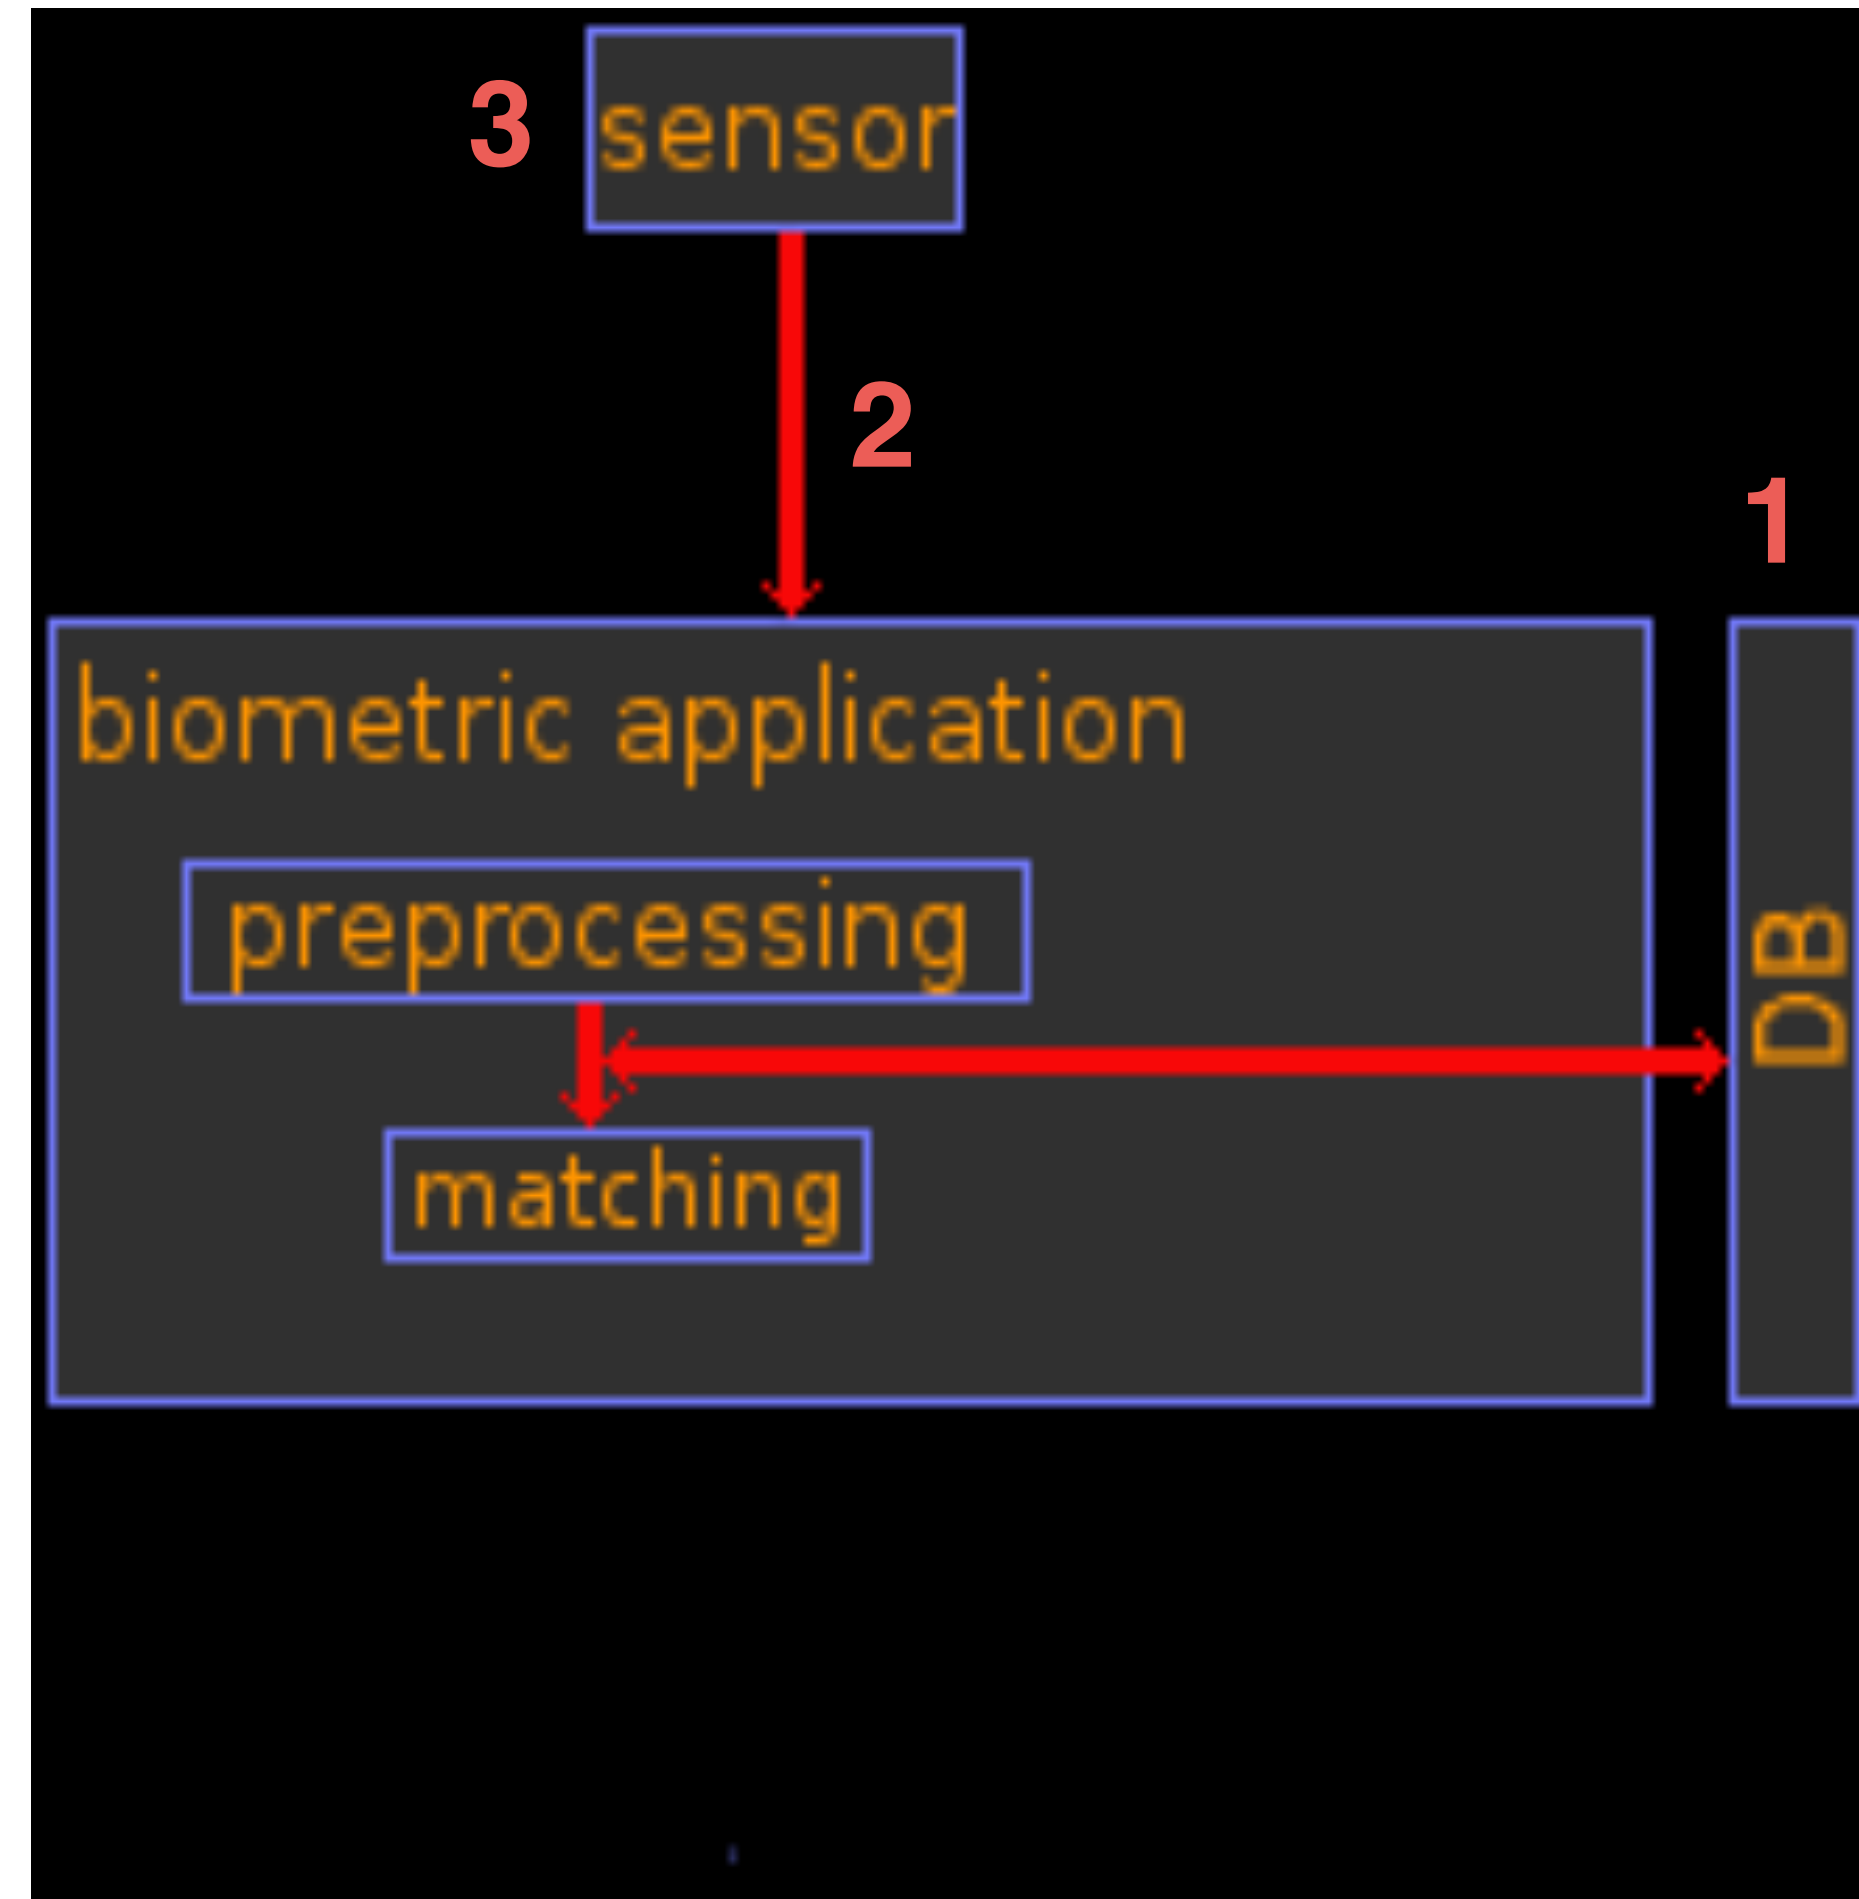 3
sensor
2
1
biometric application
preprocessing
DB
matching